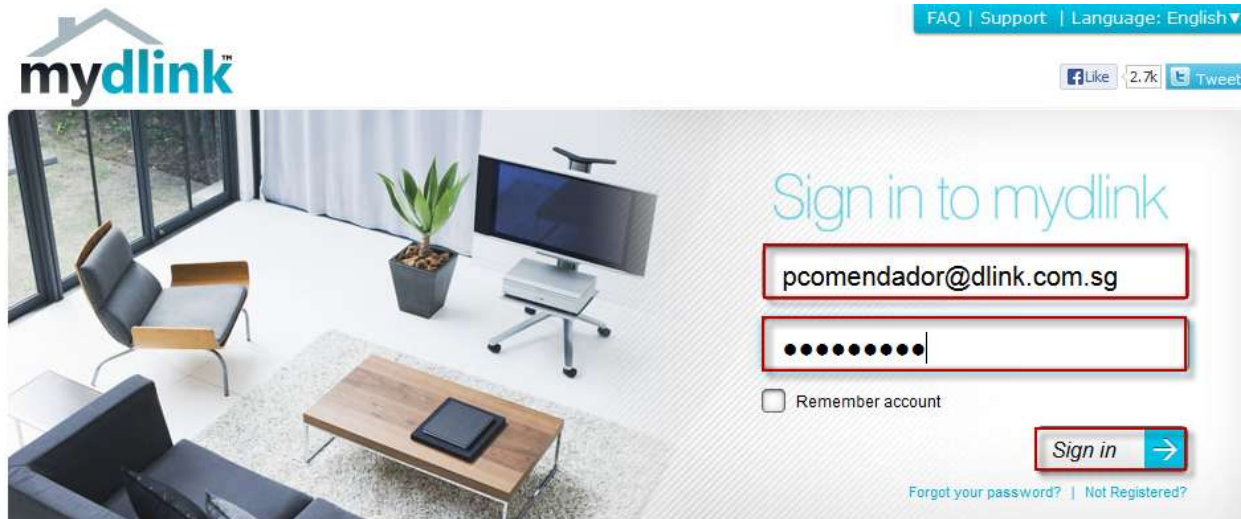 FAQ | Support | Language: English▼
mydlink™
Like 2.7k Tweet
Sign in to mydlink
pcomendador@dlink.com.sg
●●●●●●●●●
Remember account
Sign in →
Forgot your password? | Not Registered?